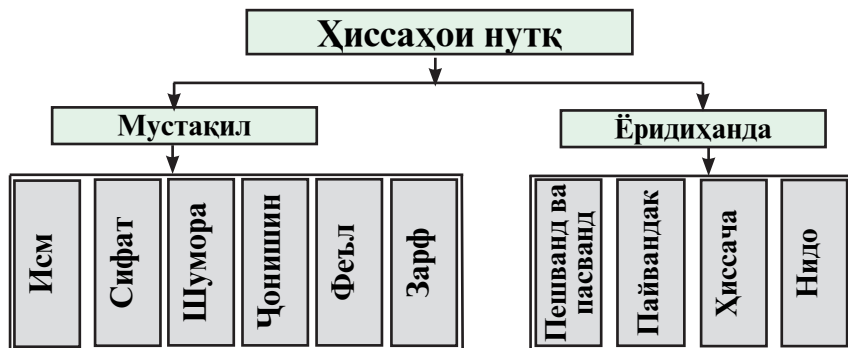 Ҳиссаҳои нутқ
Мустақил
Ёридиҳанда
Исм
Сифат
Шумора
Ҷонишин
Феъл
Зарф
Пешванд ва
пасванд
Пайвандак
Ҳиссача
Нидо